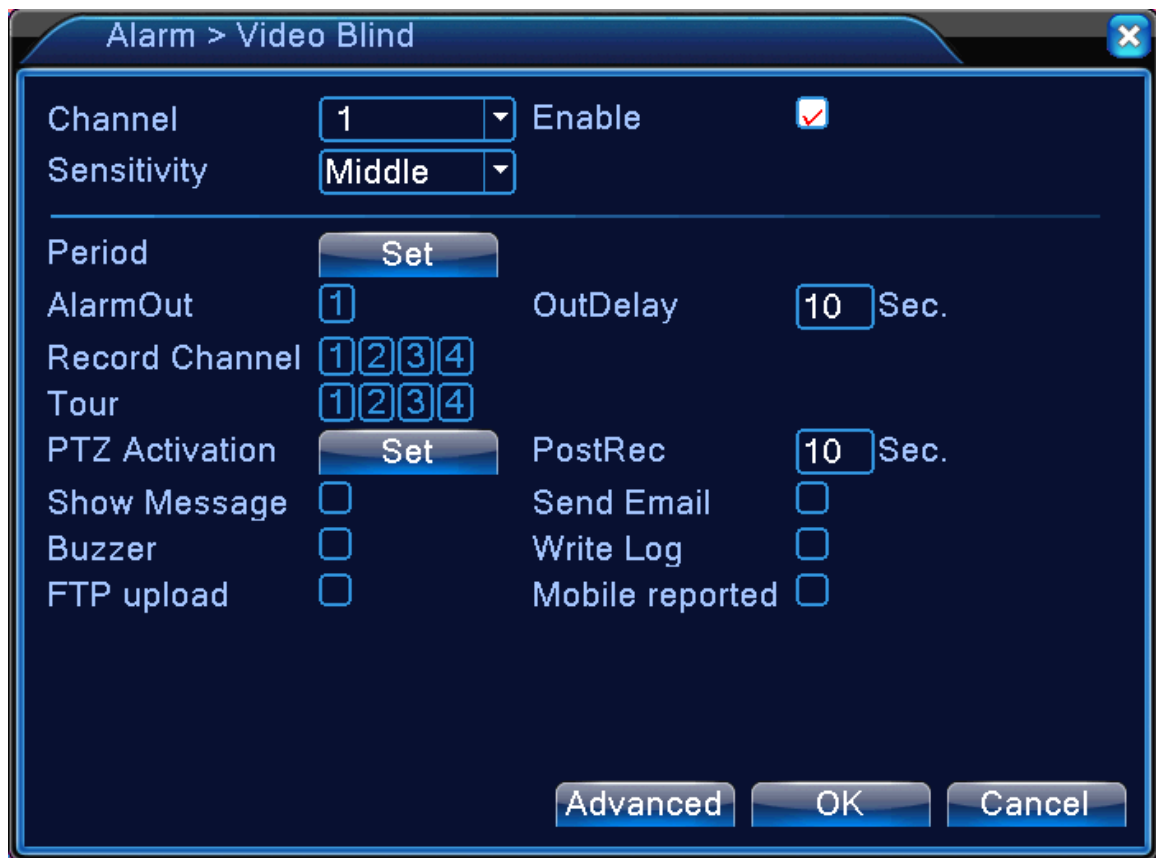 Alarm > Video Blind
Channel 1 Enable
Sensitivity Middle
Period Set
AlarmOut 1 OutDelay 10 Sec.
Record Channel 1 2 3 4
Tour 1 2 3 4
PTZ Activation Set PostRec 10 Sec.
Show Message Send Email
Buzzer Write Log
FTP upload Mobile reported
Advanced OK Cancel